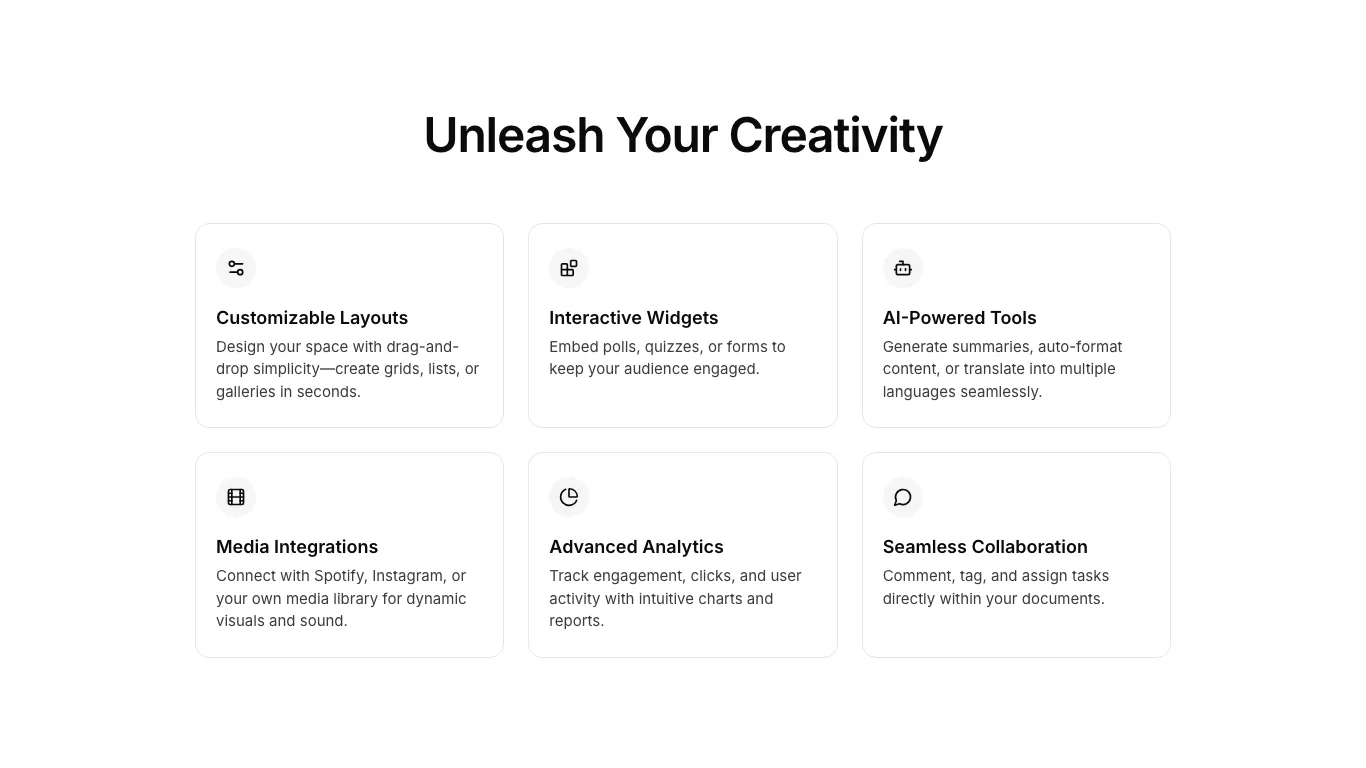 Unleash Your Creativity
Customizable Layouts
Design your space with drag-and-
drop simplicity—create grids, lists, or
galleries in seconds.
Interactive Widgets
Embed polls, quizzes, or forms to
keep your audience engaged.
AI-Powered Tools
Generate summaries, auto-format
content, or translate into multiple
languages seamlessly.
Media Integrations
Connect with Spotify, Instagram, or
your own media library for dynamic
visuals and sound.
Advanced Analytics
Track engagement, clicks, and user
activity with intuitive charts and
reports.
Seamless Collaboration
Comment, tag, and assign tasks
directly within your documents.